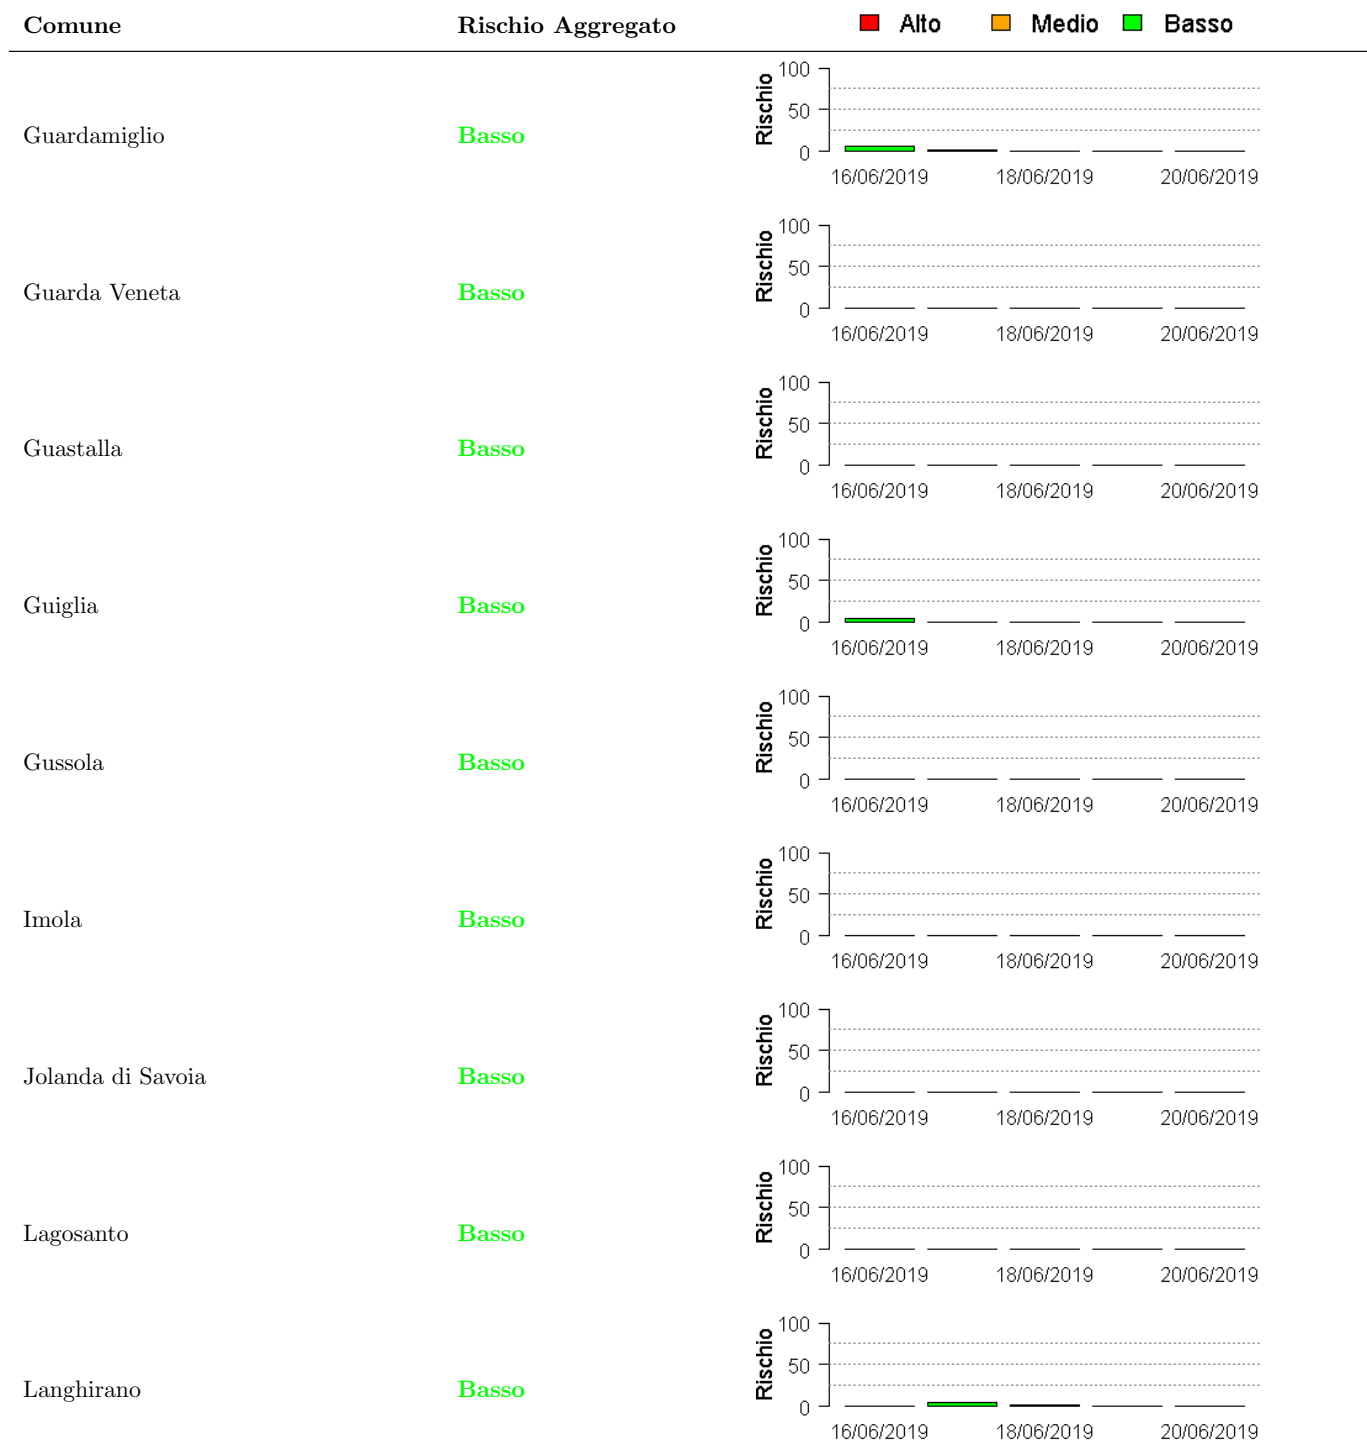 Comune Rischio Aggregato Alto Medio Basso
Guardamiglio Basso
Rischio
100
50
0
16/06/2019 18/06/2019 20/06/2019
Guarda Veneta Basso
Rischio
100
50
0
16/06/2019 18/06/2019 20/06/2019
Guastalla Basso
Rischio
100
50
0
16/06/2019 18/06/2019 20/06/2019
Guiglia Basso
Rischio
100
50
0
16/06/2019 18/06/2019 20/06/2019
Gussola Basso
Rischio
100
50
0
16/06/2019 18/06/2019 20/06/2019
Imola Basso
Rischio
100
50
0
16/06/2019 18/06/2019 20/06/2019
Jolanda di Savoia Basso
Rischio
100
50
0
16/06/2019 18/06/2019 20/06/2019
Lagosanto Basso
Rischio
100
50
0
16/06/2019 18/06/2019 20/06/2019
Langhirano Basso
Rischio
100
50
0
16/06/2019 18/06/2019 20/06/2019